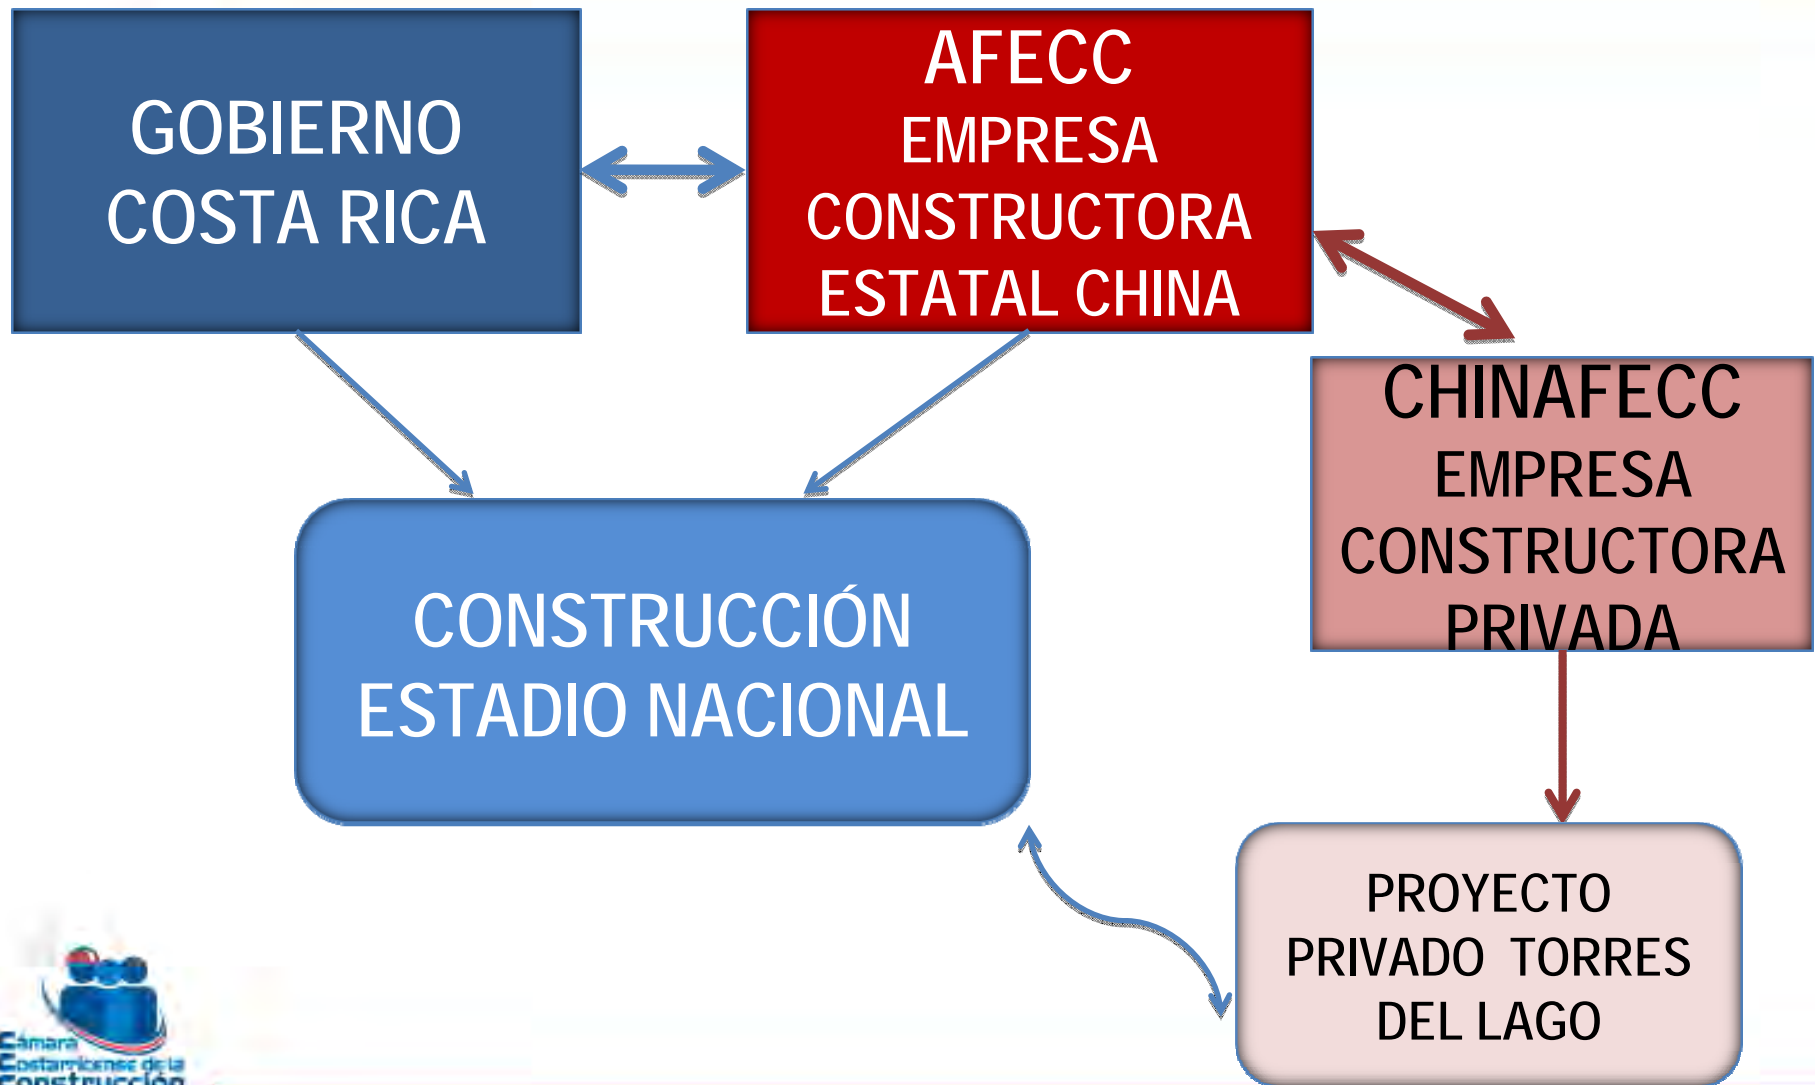 GOBIERNO
COSTA RICA
AFECC
EMPRESA
CONSTRUCTORA
ESTATAL CHINA
CHINAFECC
EMPRESA
CONSTRUCTORA
PRIVADA
CONSTRUCCIÓN
ESTADIO NACIONAL
PROYECTO
PRIVADO TORRES
DEL LAGO
Cámara
Costarricense de la
Construcción